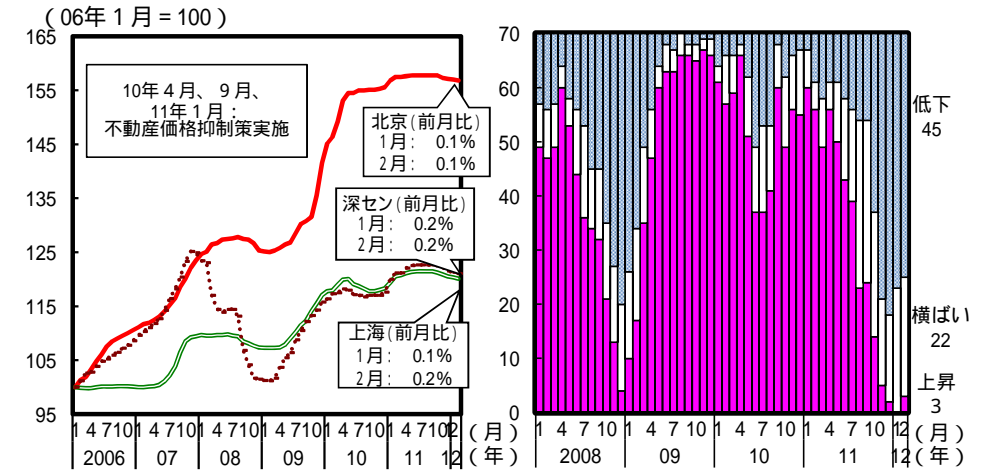 （06年１月＝100）
165
155
145
135
125
115
105
95
10年４月、９月、
11年１月：
不動産価格抑制策実施
北京(前月比)
1月： 0.1%
2月： 0.1%
深セン(前月比)
1月： 0.2%
2月： 0.2%
上海(前月比)
1月： 0.1%
2月： 0.2%
1 4 7 10 1 4 7 10 1 4 7 10 1 4 7 10 1 4 7 10 1 4 7 10 1 2 （月）
2006 07 08 09 10 11 12 （年）
70
60
50
40
30
20
10
0
低下
45
横ばい
22
上昇
3
1 4 7 10 1 4 7 10 1 4 7 10 1 4 7 10 1 2 （月）
2008 09 10 11 12 （年）